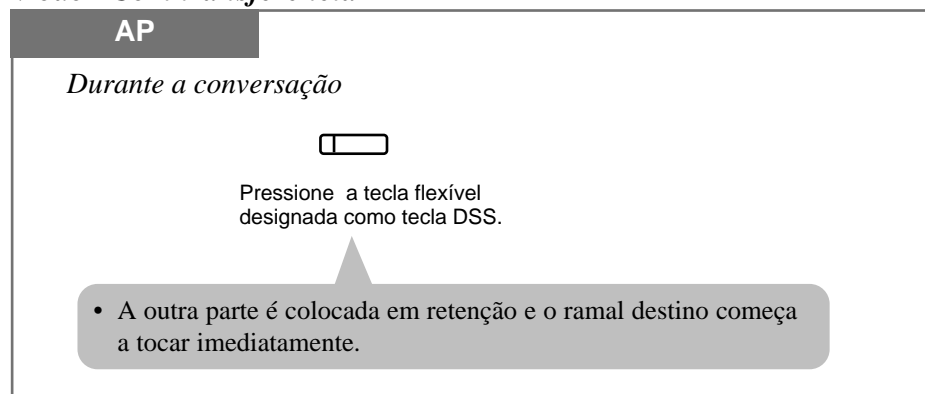 AP
Durante a conversação
Pressione a tecla flexível
designada como tecla DSS.
• A outra parte é colocada em retenção e o ramal destino começa
a tocar imediatamente.